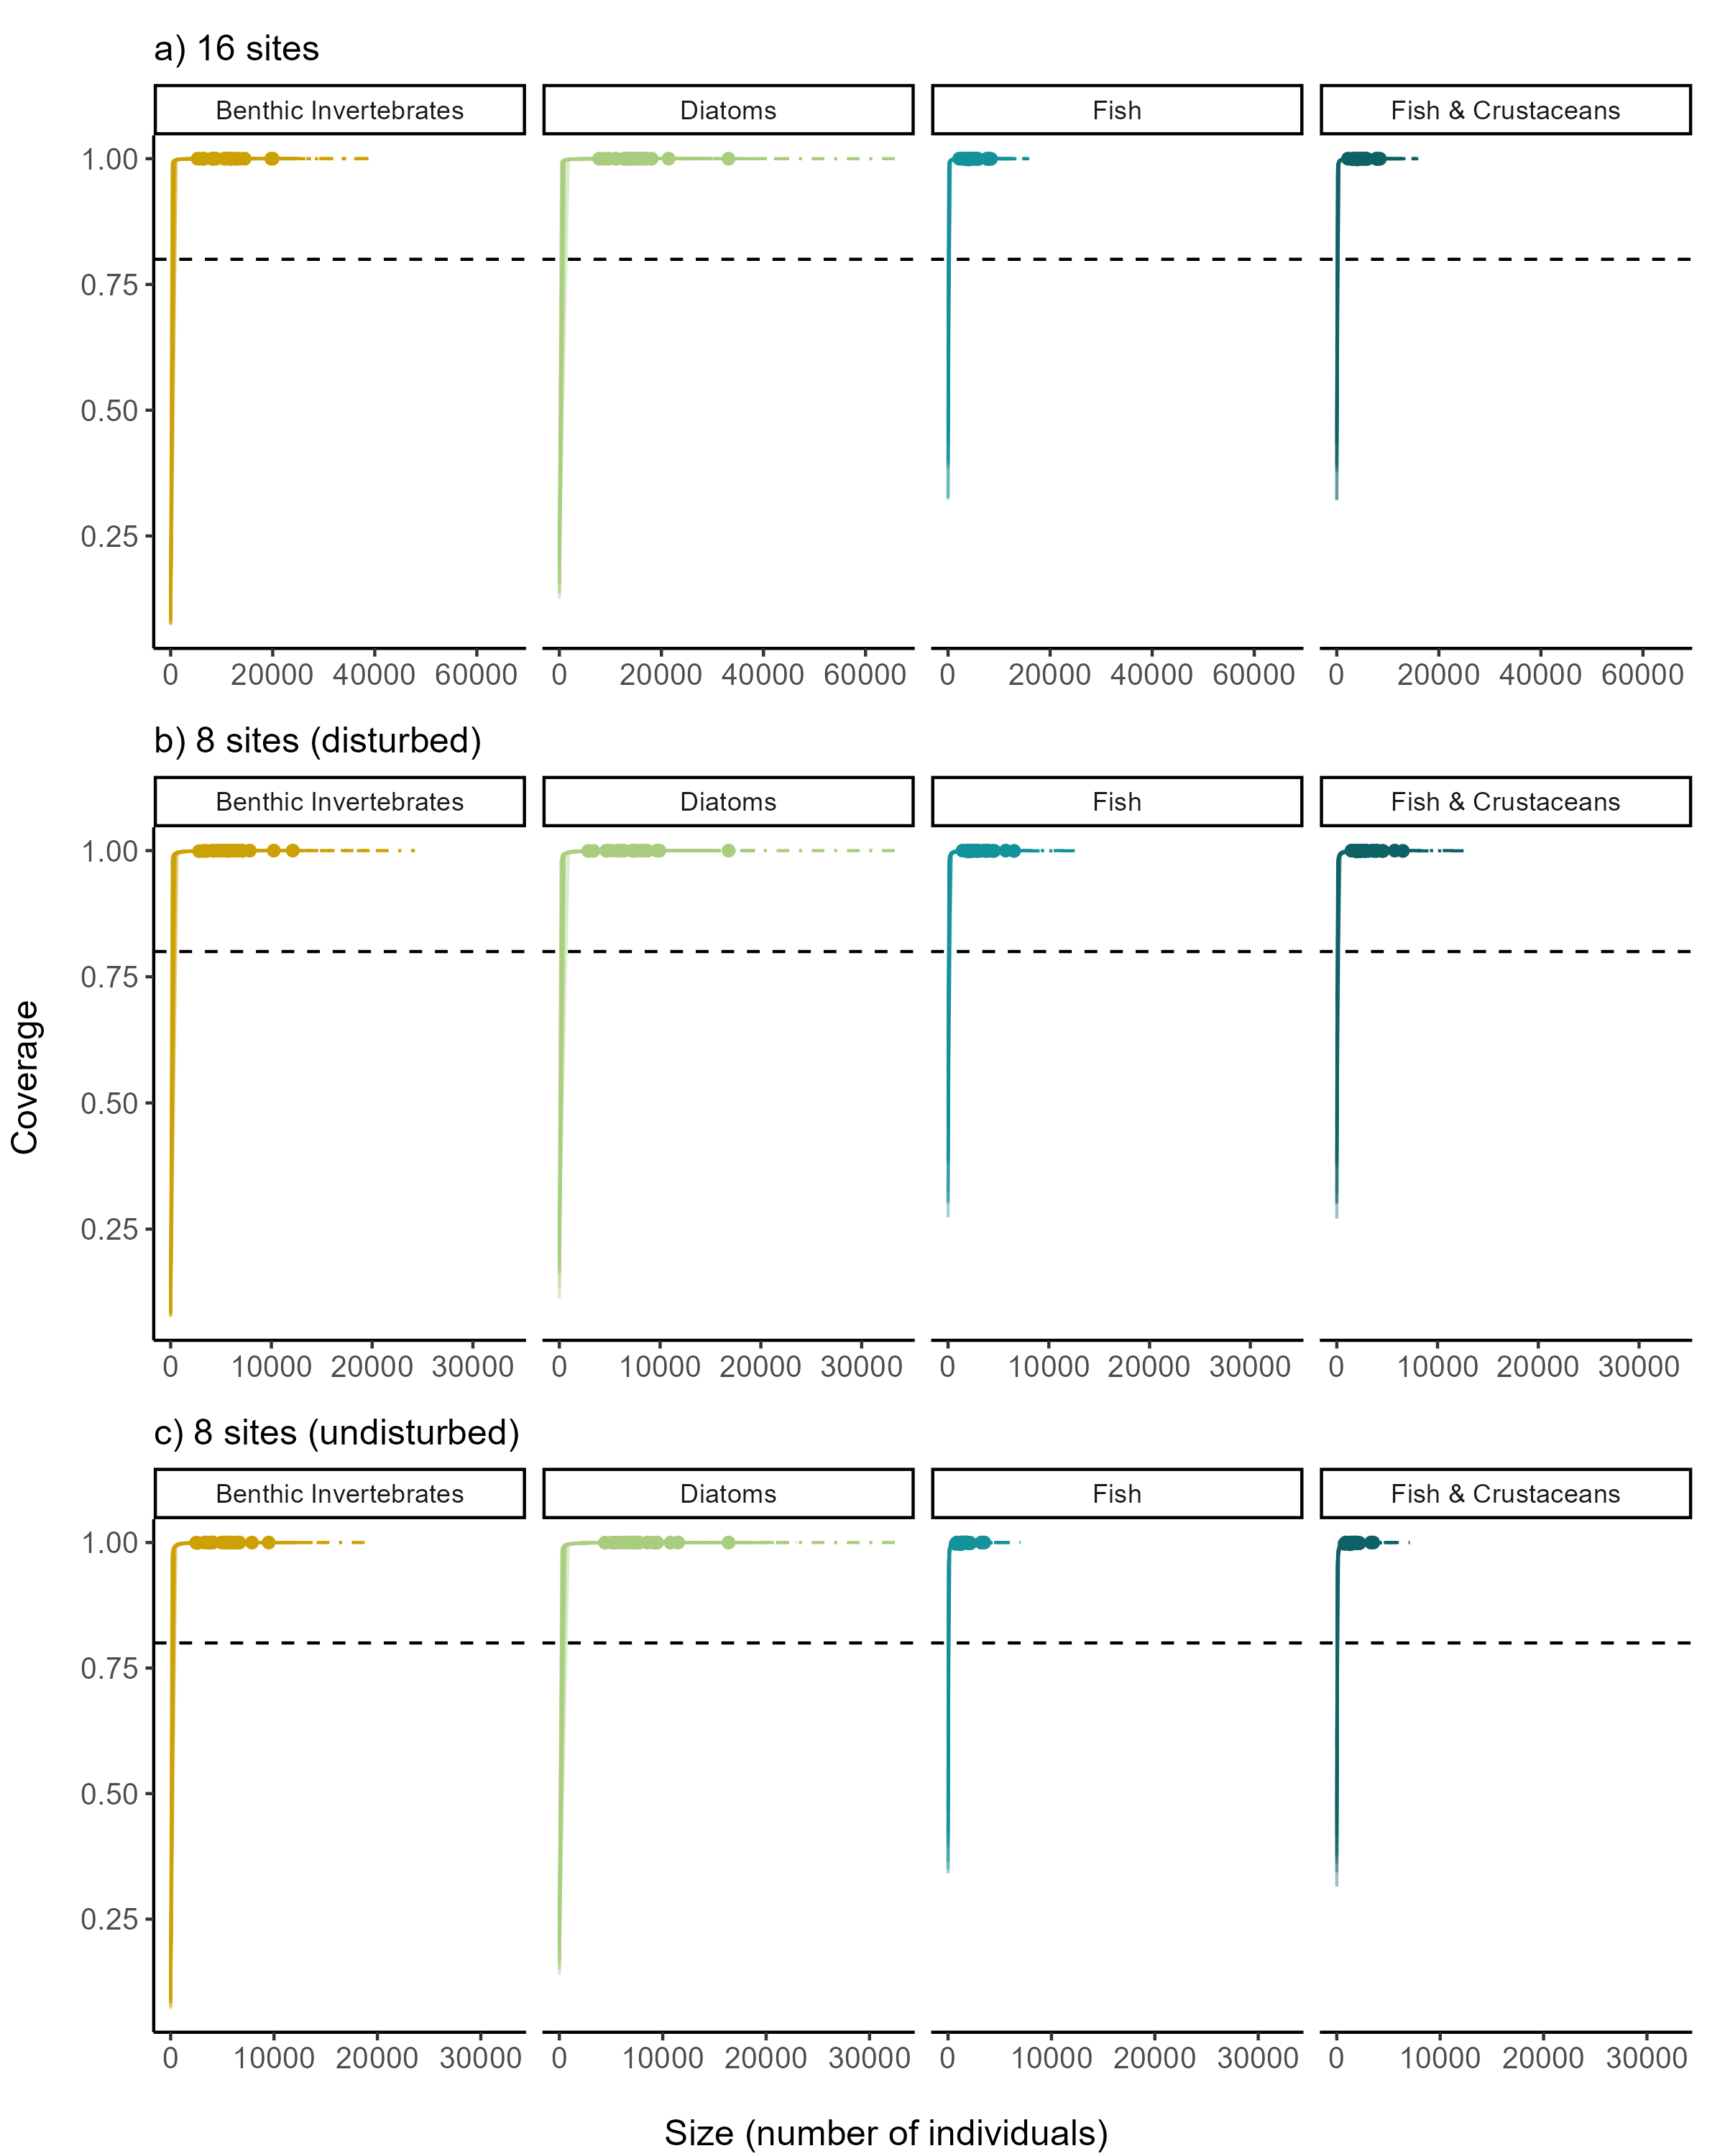 a) 16 sites
Benthic Invertebrates Diatoms Fish Fish & Crustaceans
1.00
0.75
0.50
0.25
0 20000 40000 60000 0 20000 40000 60000 0 20000 40000 60000 0 20000 40000 60000
b) 8 sites (disturbed)
Benthic Invertebrates Diatoms Fish Fish & Crustaceans
1.00
0.75
0.50
0.25
0 10000 20000 30000 0 10000 20000 30000 0 10000 20000 30000 0 10000 20000 30000
c) 8 sites (undisturbed)
Benthic Invertebrates Diatoms Fish Fish & Crustaceans
1.00
0.75
0.50
0.25
0 10000 20000 30000 0 10000 20000 30000 0 10000 20000 30000 0 10000 20000 30000
Coverage
Size (number of individuals)